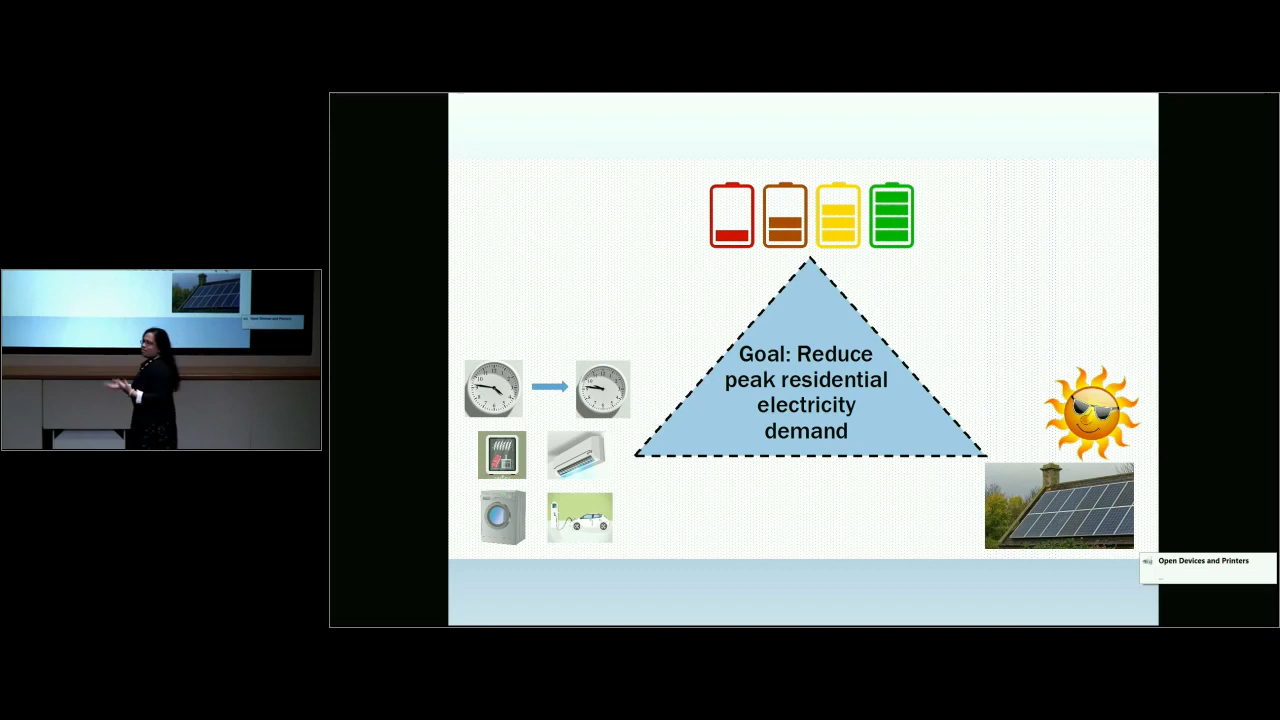 Goal: Reduce
peak residential
electricity
demand
Open Devices and Printers